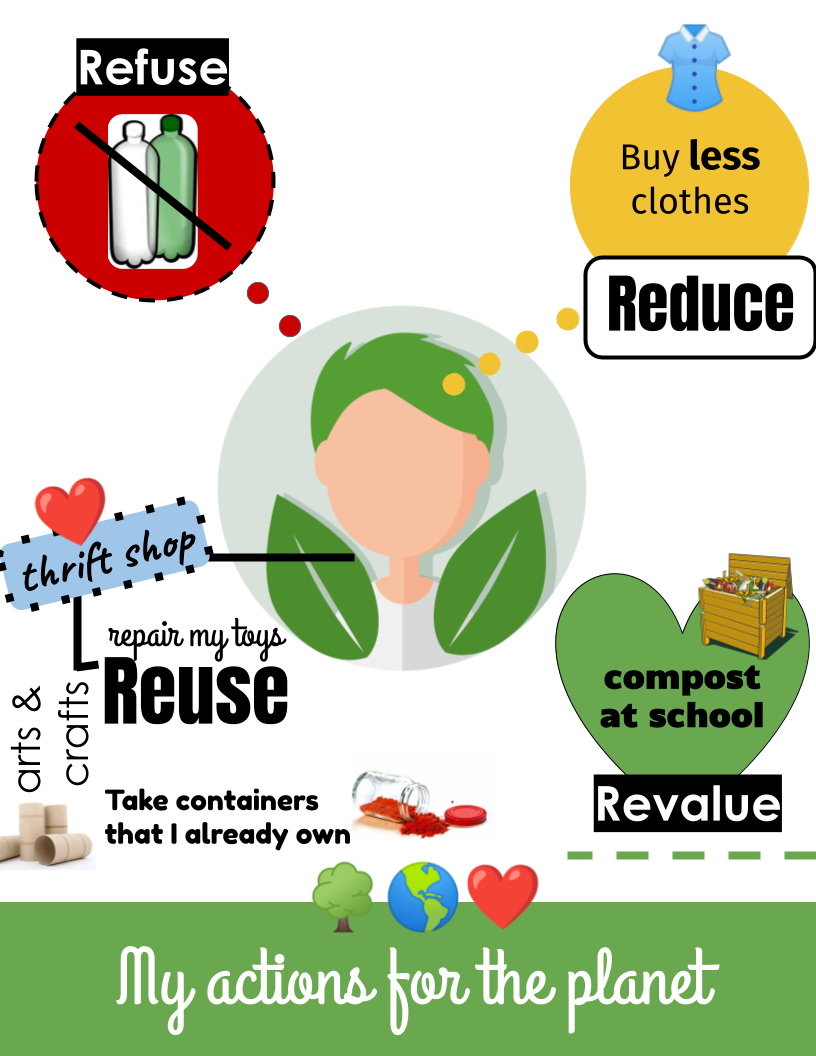 Refuse
Buy less
clothes
Reduce
thrift shop
repair my toys
Reuse
arts &
crafts
Take containers
that I already own
compost
at school
Revalue
My actions for the planet